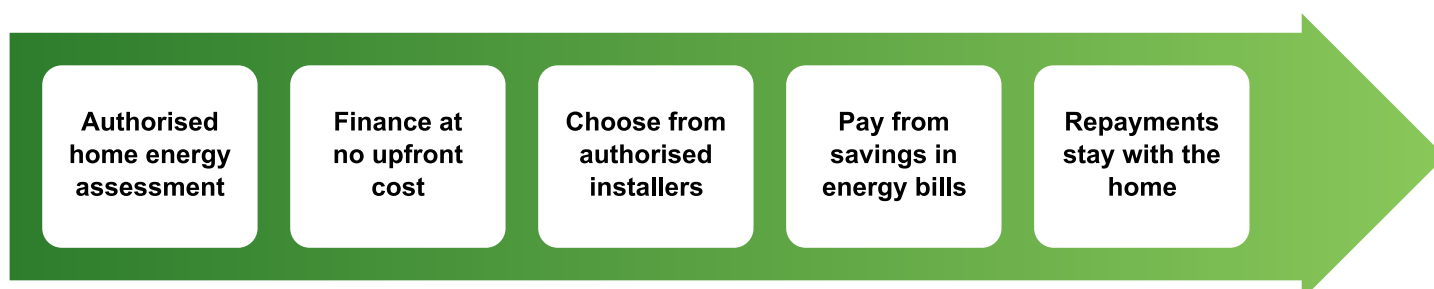 Authorised
home energy
assessment
Finance at
no upfront
cost
Choose from
authorised
installers
Pay from
savings in
energy bills
Repayments
stay with the
home